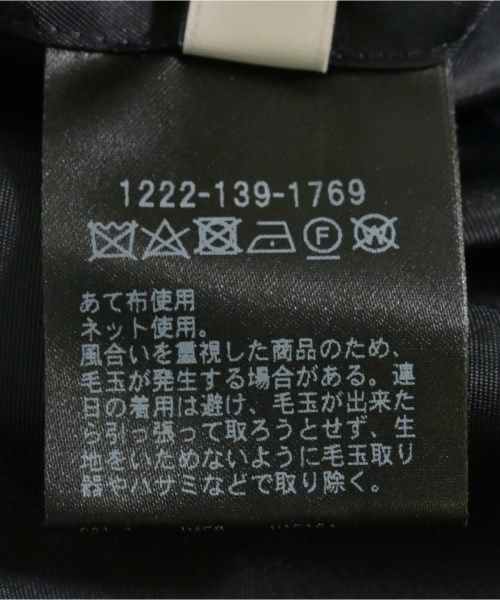 1222-139-1769
F W
あて布使用
ネット使用。
風合いを重視した商品のため、
毛玉が発生する場合がある。連
日の着用は避け、毛玉が出来た
ら引っ張って取ろうとせず、生
地をいためないように毛玉取り
器やハサミなどで取り除く。